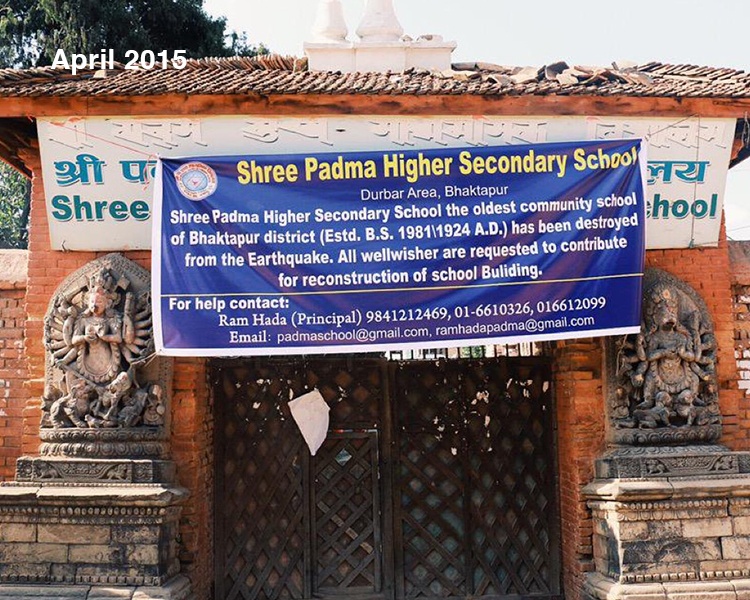 April 2015
श्री
Shree
लय
chool
Shree Padma Higher Secondary School
Durbar Area, Bhaktapur
Shree Padma Higher Secondary School the oldest community school
of Bhaktapur district (Estd. B.S. 1981\1924 A.D.) has been destroyed
from the Earthquake. All wellwisher are requested to contribute
for reconstruction of school Buliding.
For help contact:
Ram Hada (Principal) 9841212469, 01-6610326, 016612099
Email: padmaschool@gmail.com, ramhadapadma@gmail.com